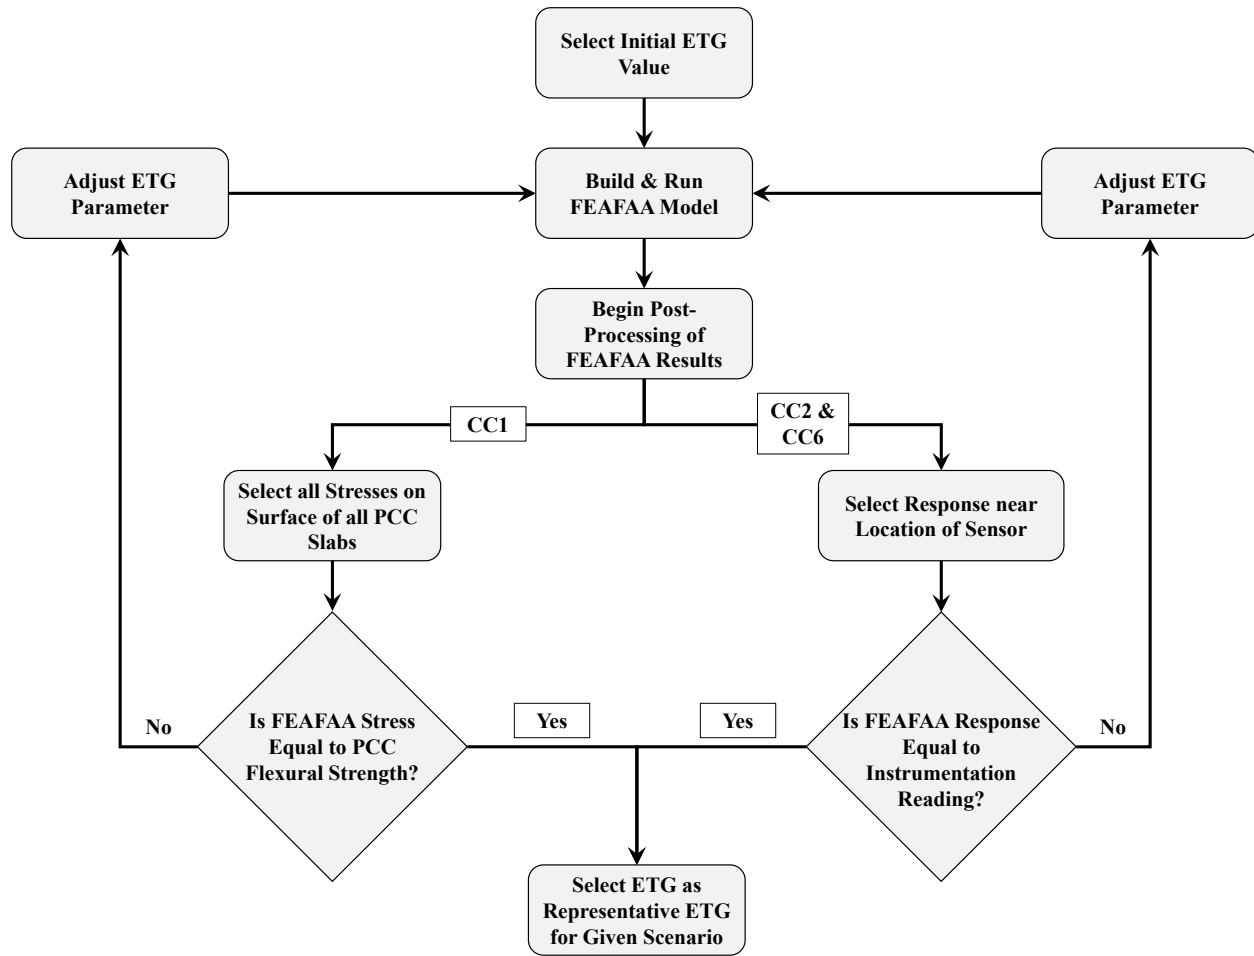 Select Initial ETG
Value
Adjust ETG
Parameter
Build & Run
FEAFAA Model
Adjust ETG
Parameter
Begin Post-
Processing of
FEAFAA Results
CC1
CC2 &
CC6
Select all Stresses on
Surface of all PCC
Slabs
Select Response near
Location of Sensor
No
Is FEAFAA Stress
Equal to PCC
Flexural Strength?
Yes
Yes
Is FEAFAA Response
Equal to
Instrumentation
Reading?
No
Select ETG as
Representative ETG
for Given Scenario